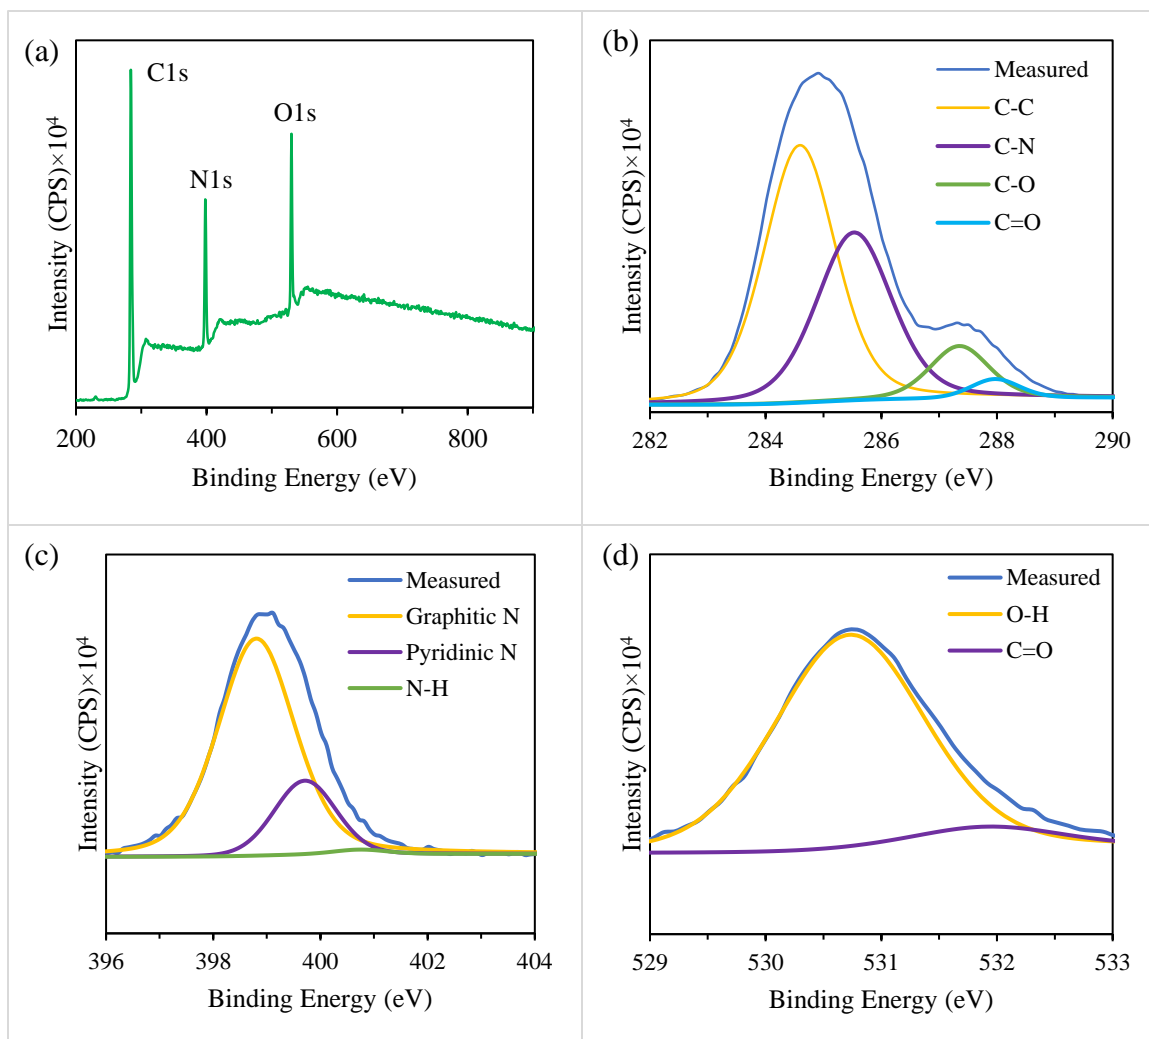 (a)
C1s
O1s
N1s
Intensity (CPS)×10⁴
200 400 600 800
Binding Energy (eV)
(b)
Measured
C-C
C-N
C-O
C=O
Intensity (CPS)×10⁴
282 284 286 288 290
Binding Energy (eV)
(c)
Measured
Graphitic N
Pyridinic N
N-H
Intensity (CPS)×10⁴
396 398 400 402 404
Binding Energy (eV)
(d)
Measured
O-H
C=O
Intensity (CPS)×10⁴
529 530 531 532 533
Binding Energy (eV)